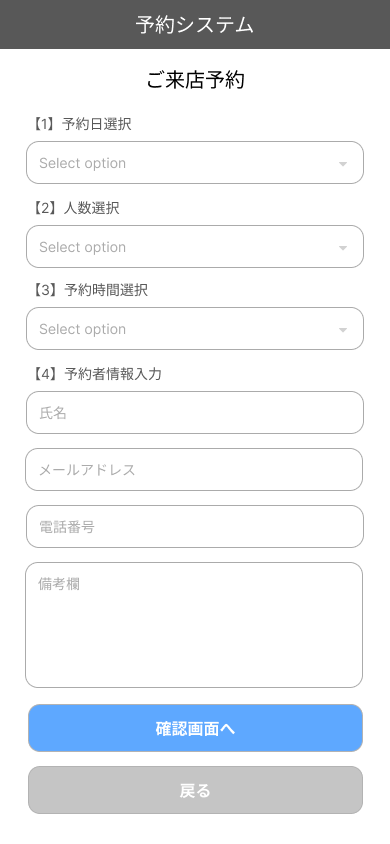 予約システム
ご来店予約
【1】予約日選択
Select option
【2】人数選択
Select option
【3】予約時間選択
Select option
【4】予約者情報入力
氏名
メールアドレス
電話番号
備考欄
確認画面へ
戻る